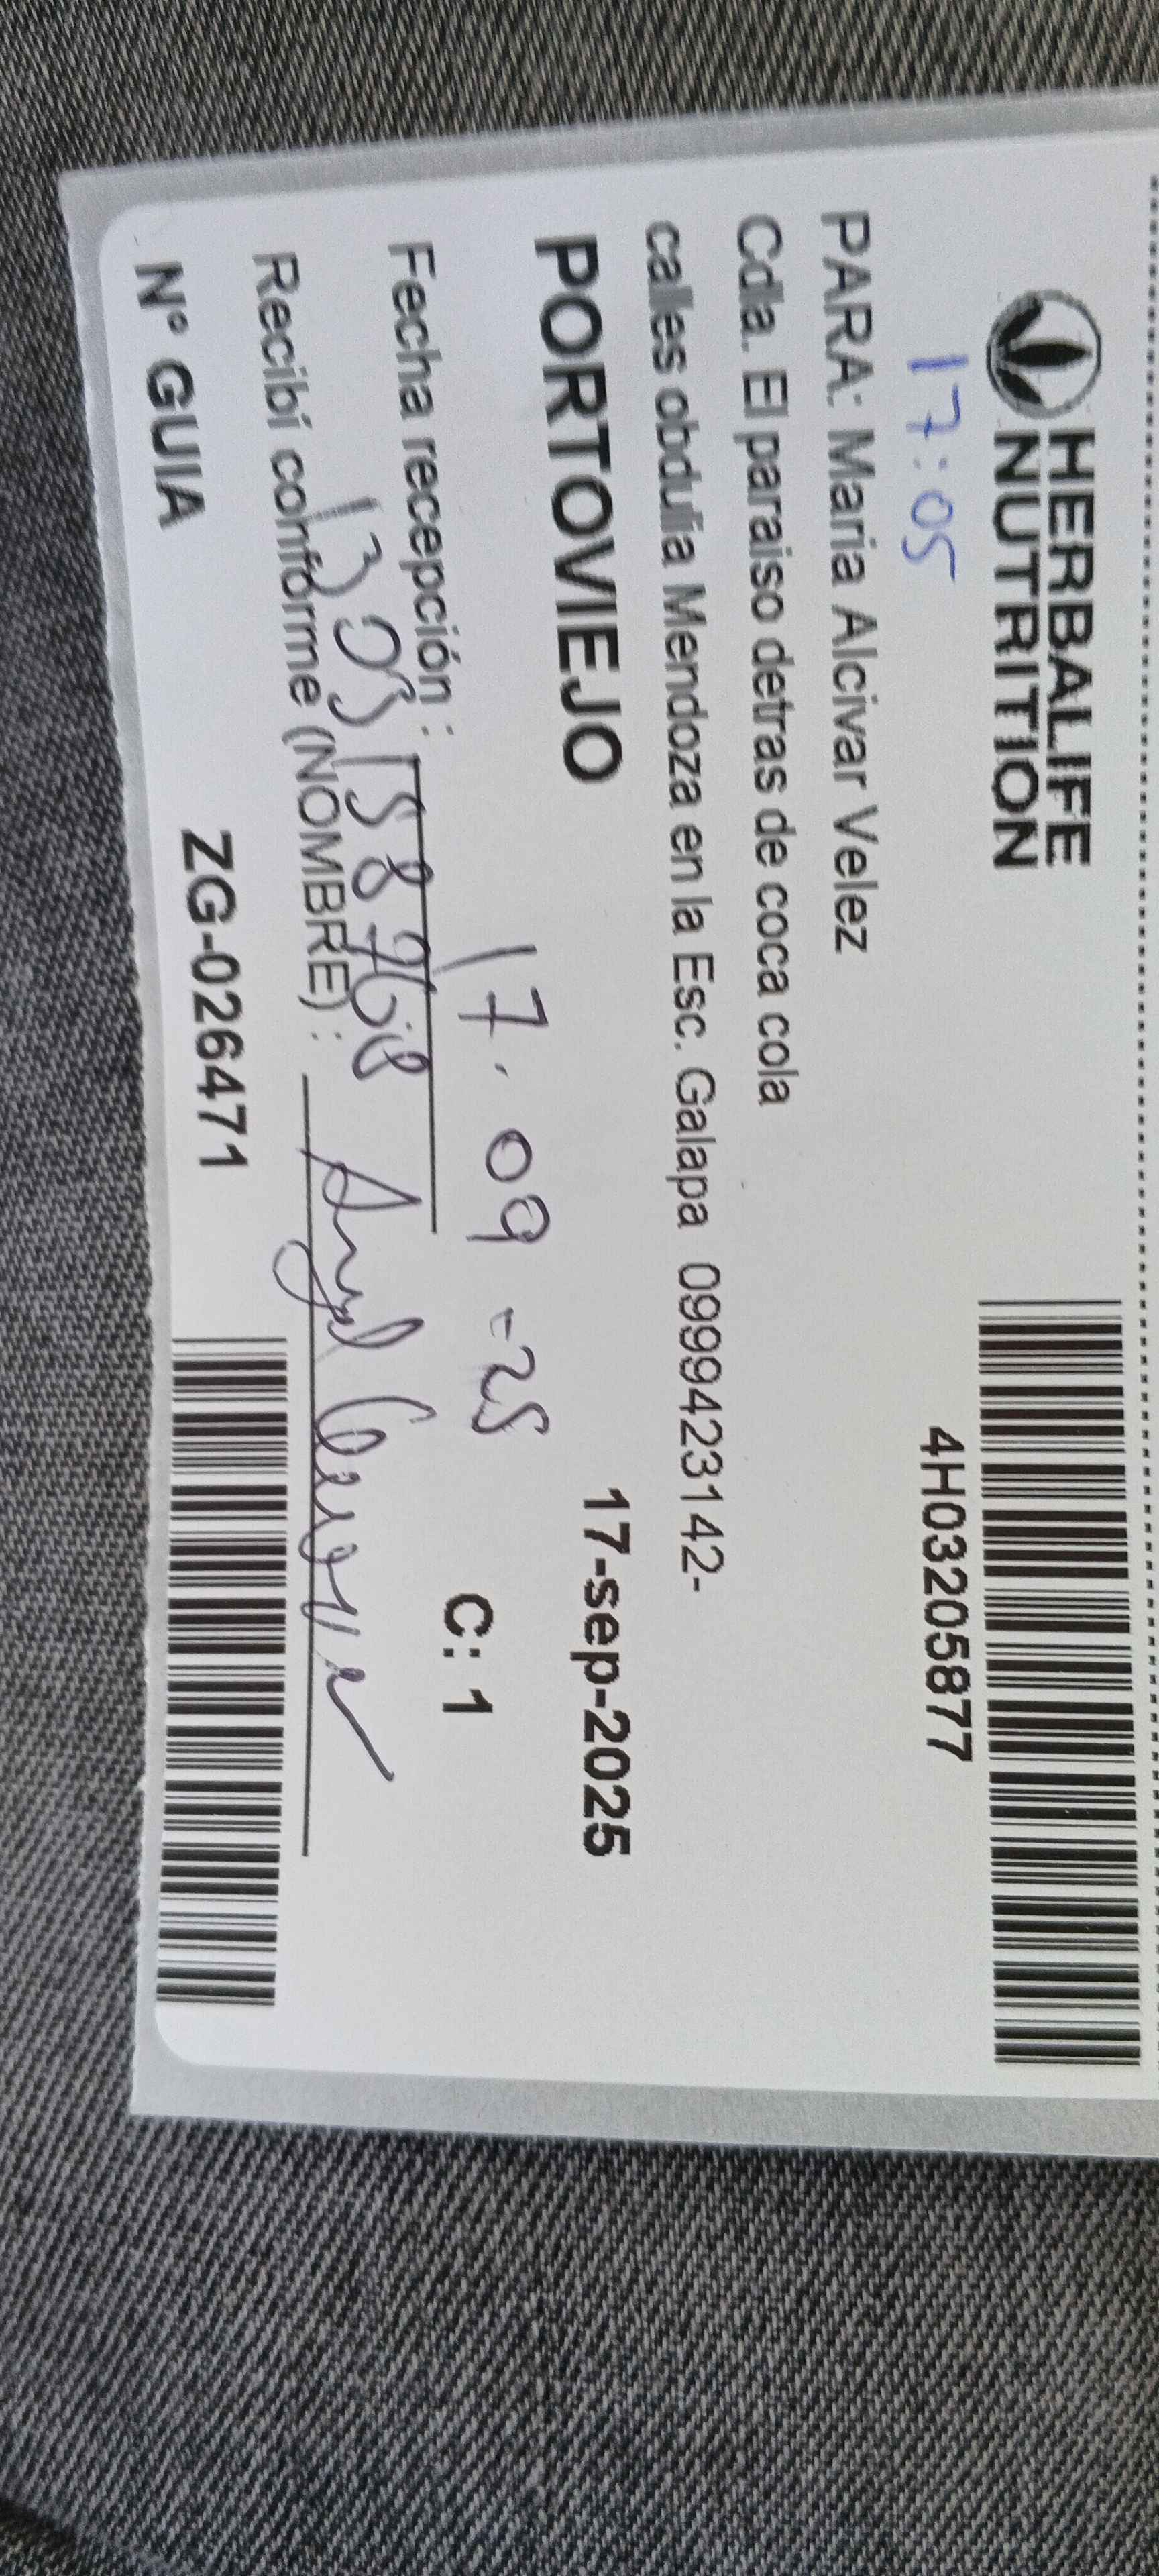 HERBALIFE
NUTRITION
17:05
4H03205877
PARA: Maria Alcivar Velez
Cdla. El paraiso detras de coca cola
calles obdulia Mendoza en la Esc. Galapa 0999423142-
PORTOVIEJO
17-sep-2025
17.09-25
Fecha recepción :
C: 1
Recibí conforme (NOMBRE) : Angel
Nº GUIA ZG-026471